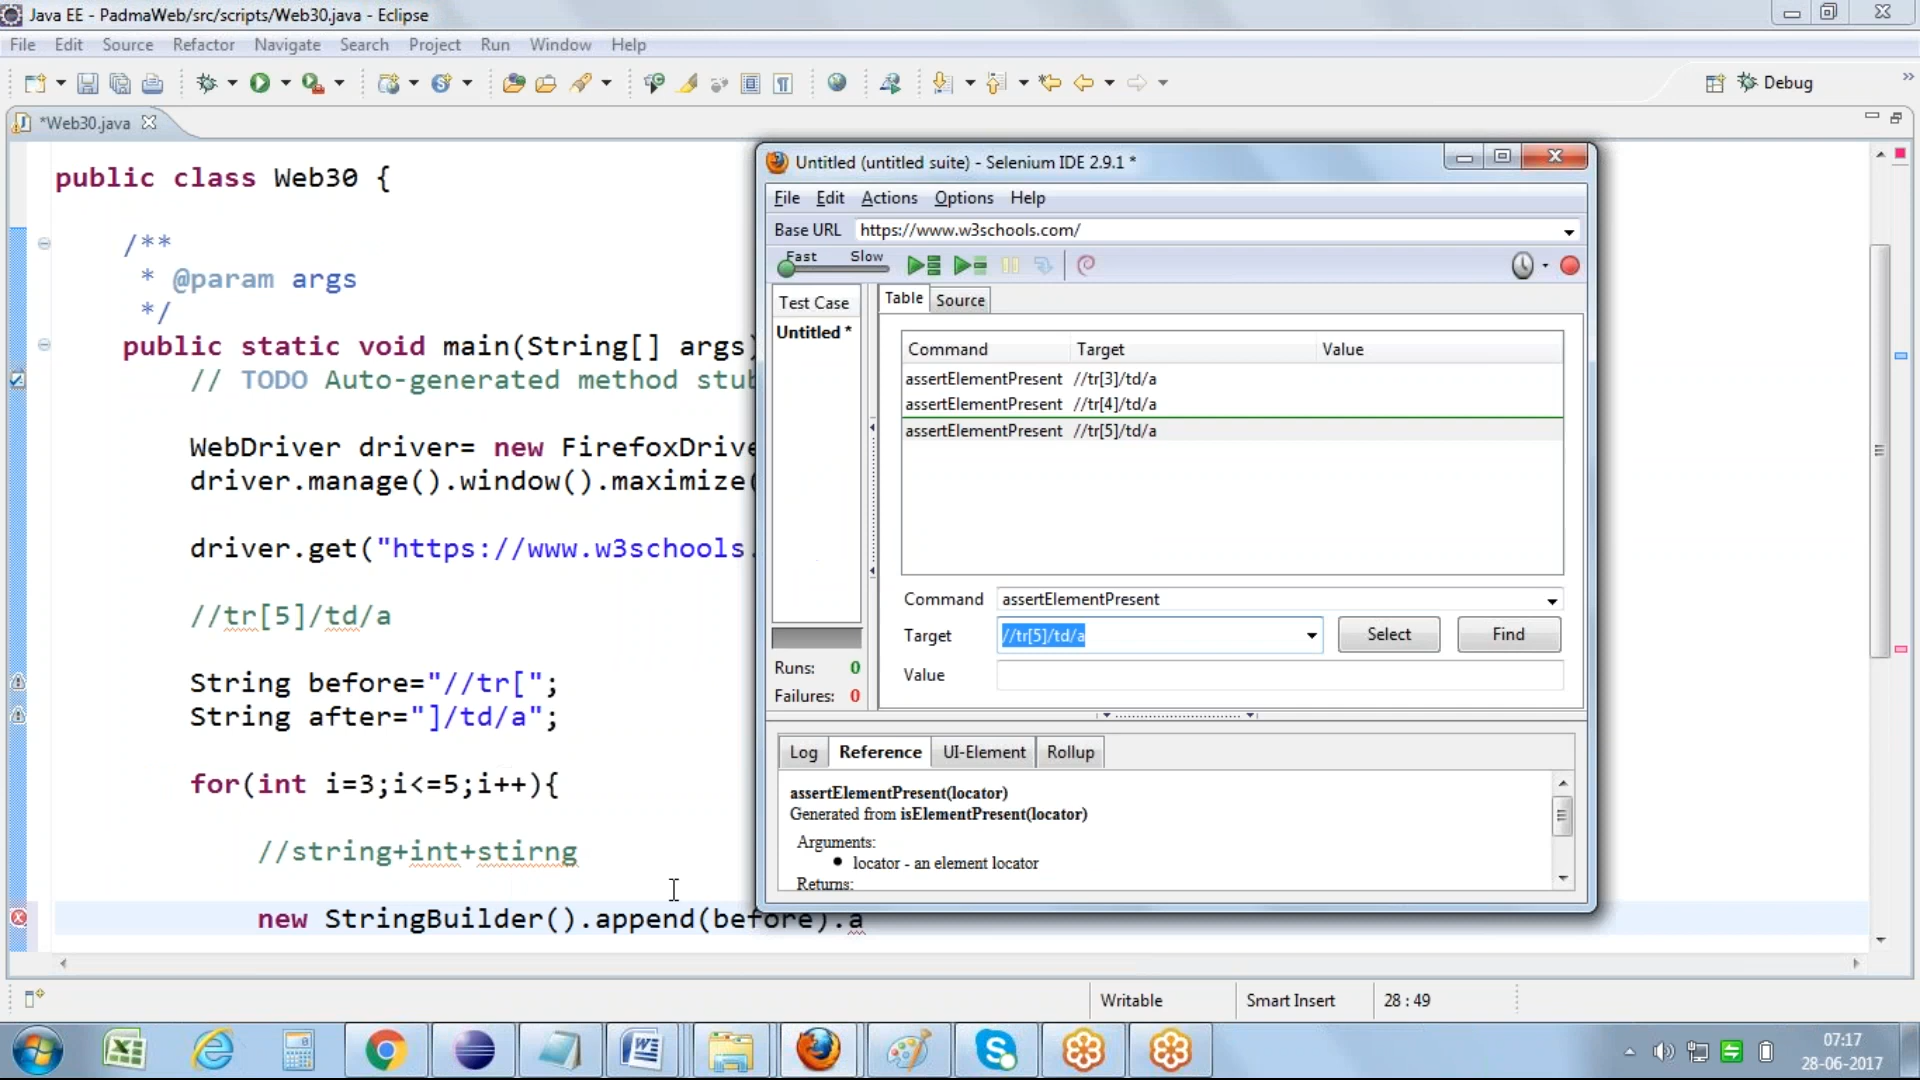 Java EE - PadmaWeb/src/scripts/Web30.java - Eclipse
File Edit Source Refactor Navigate Search Project Run Window Help
Debug
*Web30.java
public class Web30 {
/**
* @param args
*/
public static void main(String[] args)
// TODO Auto-generated method stub
WebDriver driver= new FirefoxDrive
driver.manage().window().maximize(
driver.get("https://www.w3schools.
//tr[5]/td/a
String before="//tr[";
String after="]/td/a";
for(int i=3;i<=5;i++){
//string+int+stirng
new StringBuilder().append(before).a
Untitled (untitled suite) - Selenium IDE 2.9.1 *
File Edit Actions Options Help
Base URL https://www.w3schools.com/
Fast Slow
Test Case
Untitled *
Table Source
Command Target Value
assertElementPresent //tr[3]/td/a
assertElementPresent //tr[4]/td/a
assertElementPresent //tr[5]/td/a
Command assertElementPresent
Target //tr[5]/td/a Select Find
Value
Runs: 0
Failures: 0
Log Reference UI-Element Rollup
assertElementPresent(locator)
Generated from isElementPresent(locator)
Arguments:
locator - an element locator
Returns:
Writable Smart Insert 28 : 49
07:17
28-06-2017